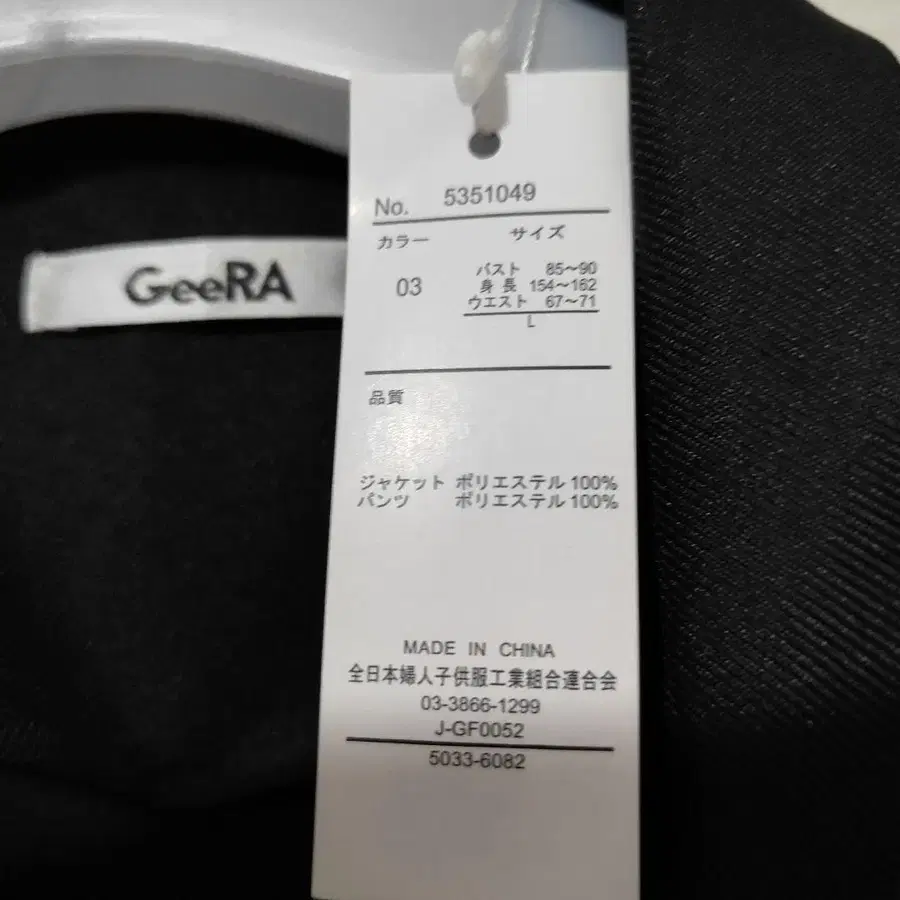 GeeRA
No. 5351049
カラー サイズ
03
バスト 85～90
身長 154～162
ウエスト 67～71
L
品質
ジャケット ポリエステル 100%
パンツ ポリエステル 100%
MADE IN CHINA
全日本婦人子供服工業組合連合会
03-3866-1299
J-GF0052
5033-6082